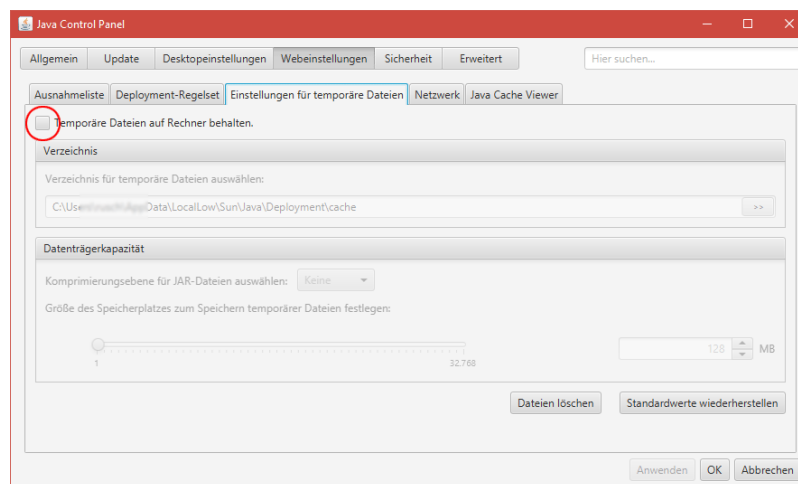 Java Control Panel
Allgemein Update Desktopeinstellungen Webeinstellungen Sicherheit Erweitert Hier suchen...
Ausnahmeliste Deployment-Regelset Einstellungen für temporäre Dateien Netzwerk Java Cache Viewer
Temporäre Dateien auf Rechner behalten.
Verzeichnis
Verzeichnis für temporäre Dateien auswählen:
C:\Use Data\LocalLow\Sun\Java\Deployment\cache >>
Datenträgerkapazität
Komprimierungsebene für JAR-Dateien auswählen: Keine
Größe des Speicherplatzes zum Speichern temporärer Dateien festlegen:
128 MB
1 32.768
Dateien löschen Standardwerte wiederherstellen
Anwenden OK Abbrechen